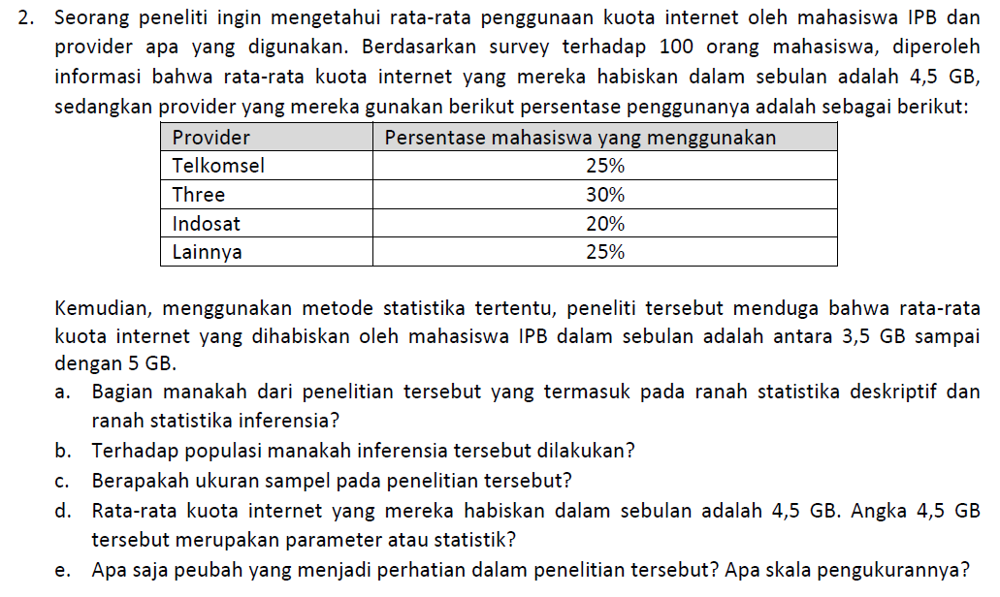 2. Seorang peneliti ingin mengetahui rata-rata penggunaan kuota internet oleh mahasiswa IPB dan
provider apa yang digunakan. Berdasarkan survey terhadap 100 orang mahasiswa, diperoleh
informasi bahwa rata-rata kuota internet yang mereka habiskan dalam sebulan adalah 4,5 GB,
sedangkan provider yang mereka gunakan berikut persentase penggunanya adalah sebagai berikut:
Provider Persentase mahasiswa yang menggunakan
Telkomsel 25%
Three 30%
Indosat 20%
Lainnya 25%
Kemudian, menggunakan metode statistika tertentu, peneliti tersebut menduga bahwa rata-rata
kuota internet yang dihabiskan oleh mahasiswa IPB dalam sebulan adalah antara 3,5 GB sampai
dengan 5 GB.
a. Bagian manakah dari penelitian tersebut yang termasuk pada ranah statistika deskriptif dan
ranah statistika inferensia?
b. Terhadap populasi manakah inferensia tersebut dilakukan?
c. Berapakah ukuran sampel pada penelitian tersebut?
d. Rata-rata kuota internet yang mereka habiskan dalam sebulan adalah 4,5 GB. Angka 4,5 GB
tersebut merupakan parameter atau statistik?
e. Apa saja peubah yang menjadi perhatian dalam penelitian tersebut? Apa skala pengukurannya?